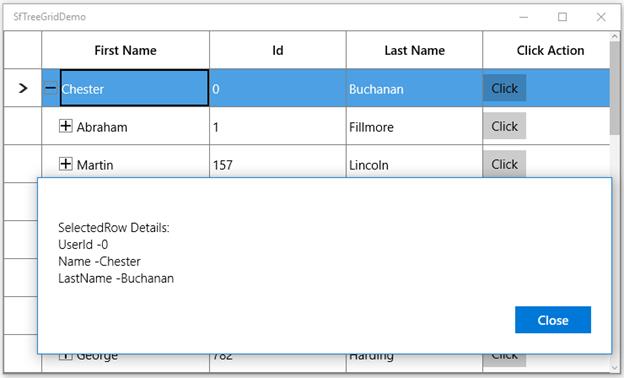 SfTreeGridDemo
First Name Id Last Name Click Action
Chester 0 Buchanan Click
Abraham 1 Fillmore Click
Martin 157 Lincoln Click
SelectedRow Details:
UserId -0
Name -Chester
LastName -Buchanan
Close
George 782 Harding Click